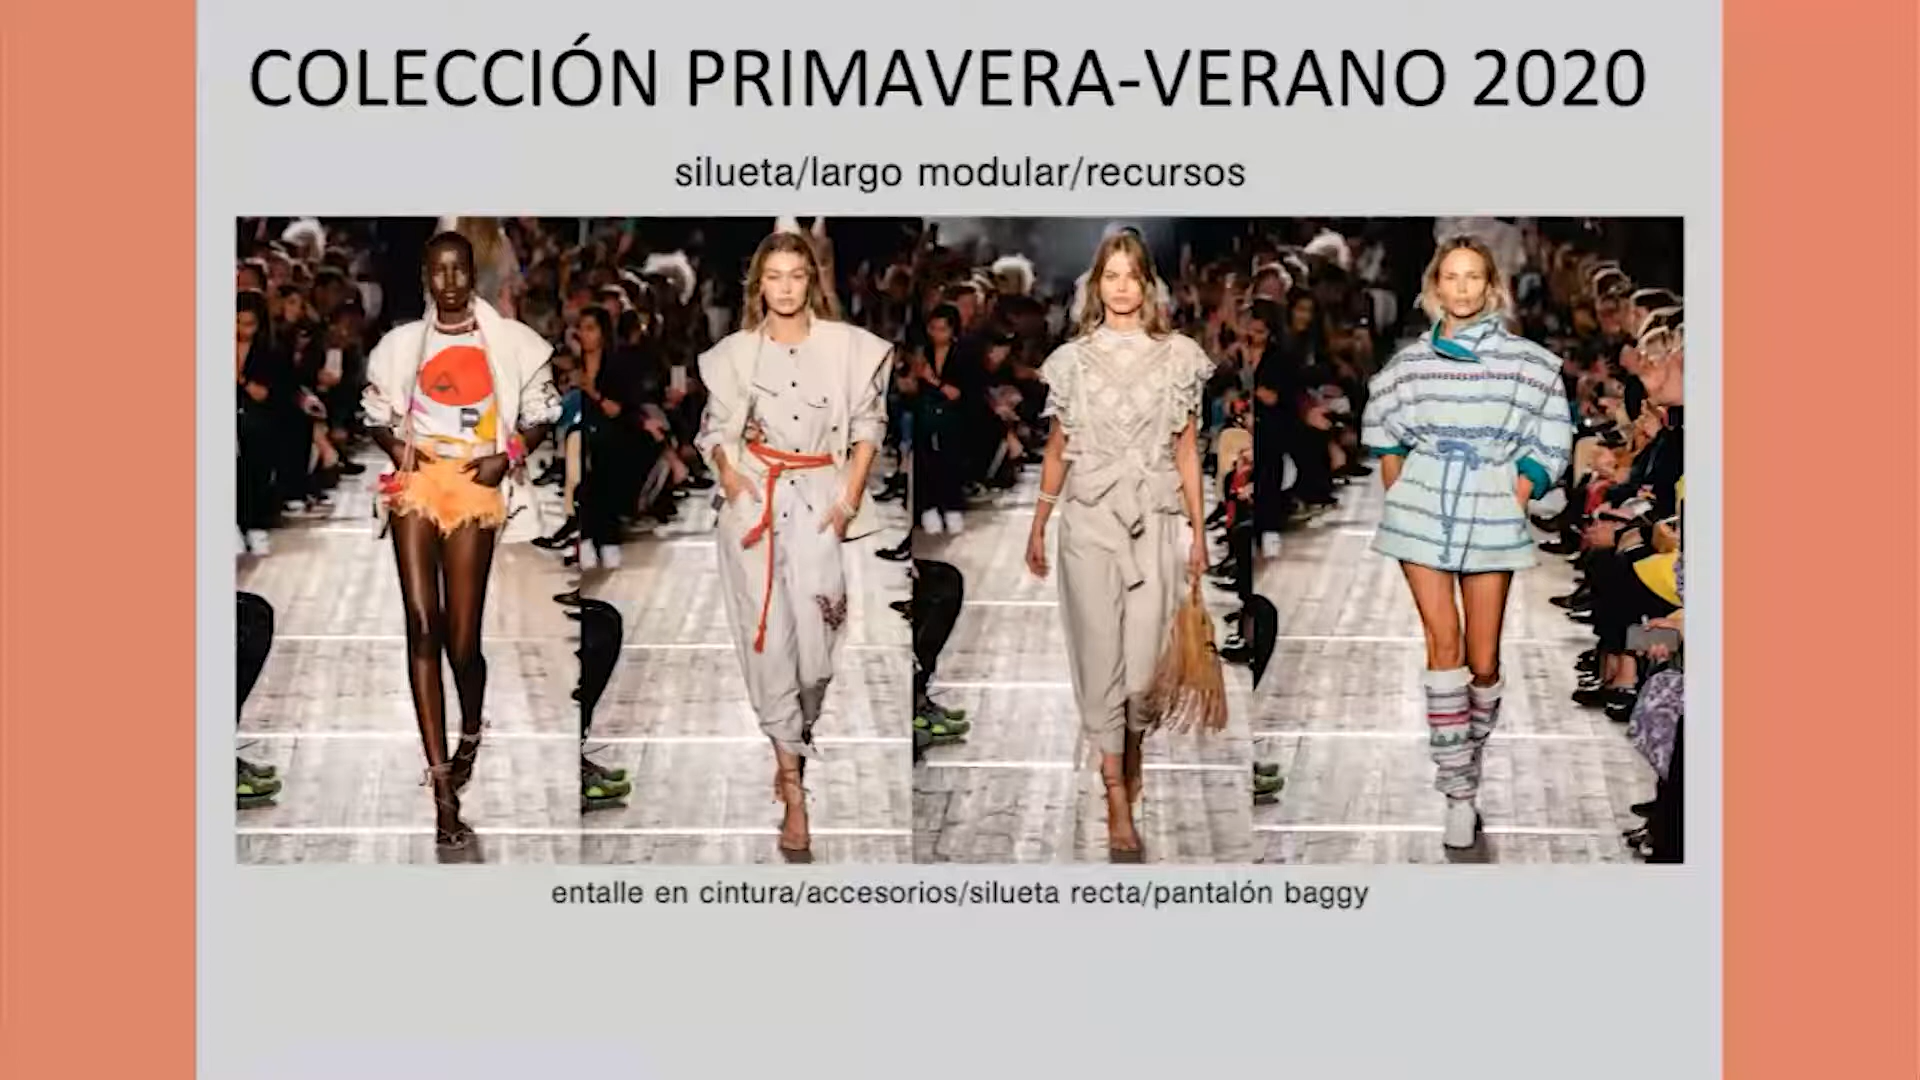 COLECCIÓN PRIMAVERA-VERANO 2020
silueta/largo modular/recursos
entalle en cintura/accesorios/silueta recta/pantalón baggy